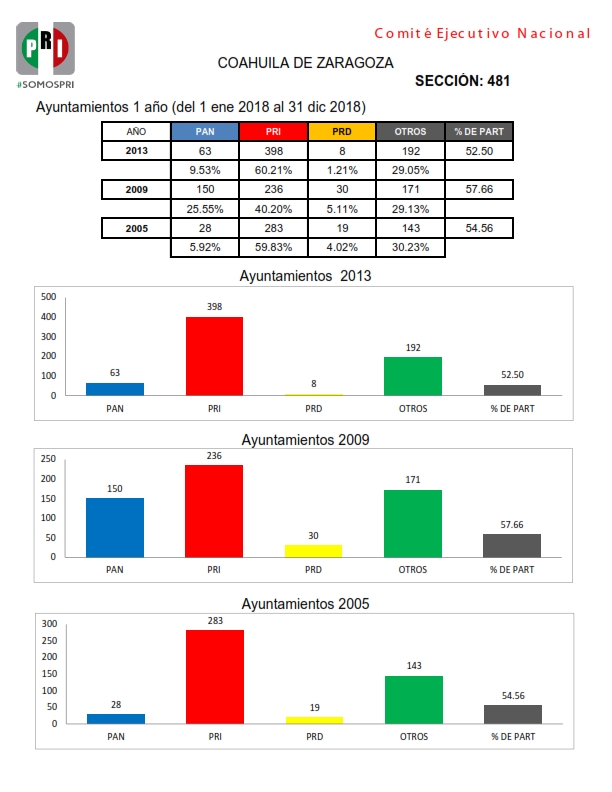 Comité Ejecutivo Nacional
PRI
#SOMOSPRI
COAHUILA DE ZARAGOZA
SECCIÓN: 481
Ayuntamientos 1 año (del 1 ene 2018 al 31 dic 2018)
AÑO PAN PRI PRD OTROS % DE PART
2013 63 398 8 192 52.50
9.53% 60.21% 1.21% 29.05%
2009 150 236 30 171 57.66
25.55% 40.20% 5.11% 29.13%
2005 28 283 19 143 54.56
5.92% 59.83% 4.02% 30.23%
Ayuntamientos 2013
500
400
300
200
100
0
63 398 8 192 52.50
PAN PRI PRD OTROS % DE PART
Ayuntamientos 2009
250
200
150
100
50
0
150 236 30 171 57.66
PAN PRI PRD OTROS % DE PART
Ayuntamientos 2005
300
250
200
150
100
50
0
28 283 19 143 54.56
PAN PRI PRD OTROS % DE PART